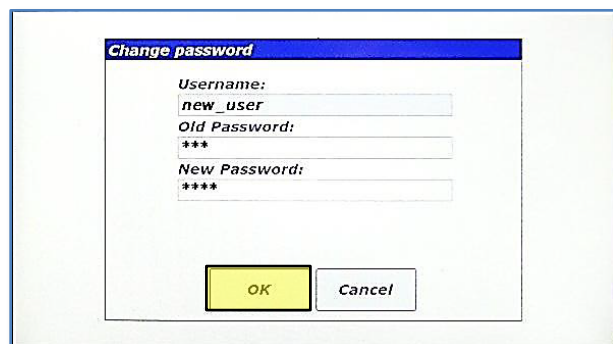 Change password
Username:
new_user
Old Password:
***
New Password:
****
OK
Cancel